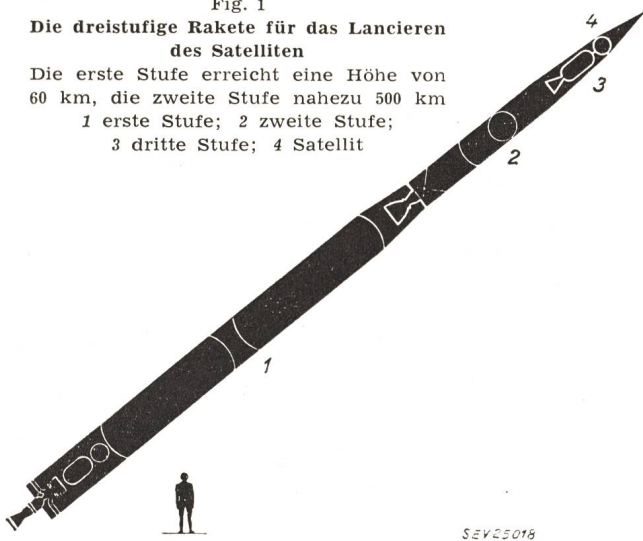 Fig. 1
Die dreistufige Rakete für das Lancieren
des Satelliten
Die erste Stufe erreicht eine Höhe von
60 km, die zweite Stufe nahezu 500 km
1 erste Stufe; 2 zweite Stufe;
3 dritte Stufe; 4 Satellit
4
3
2
1
SEV25018